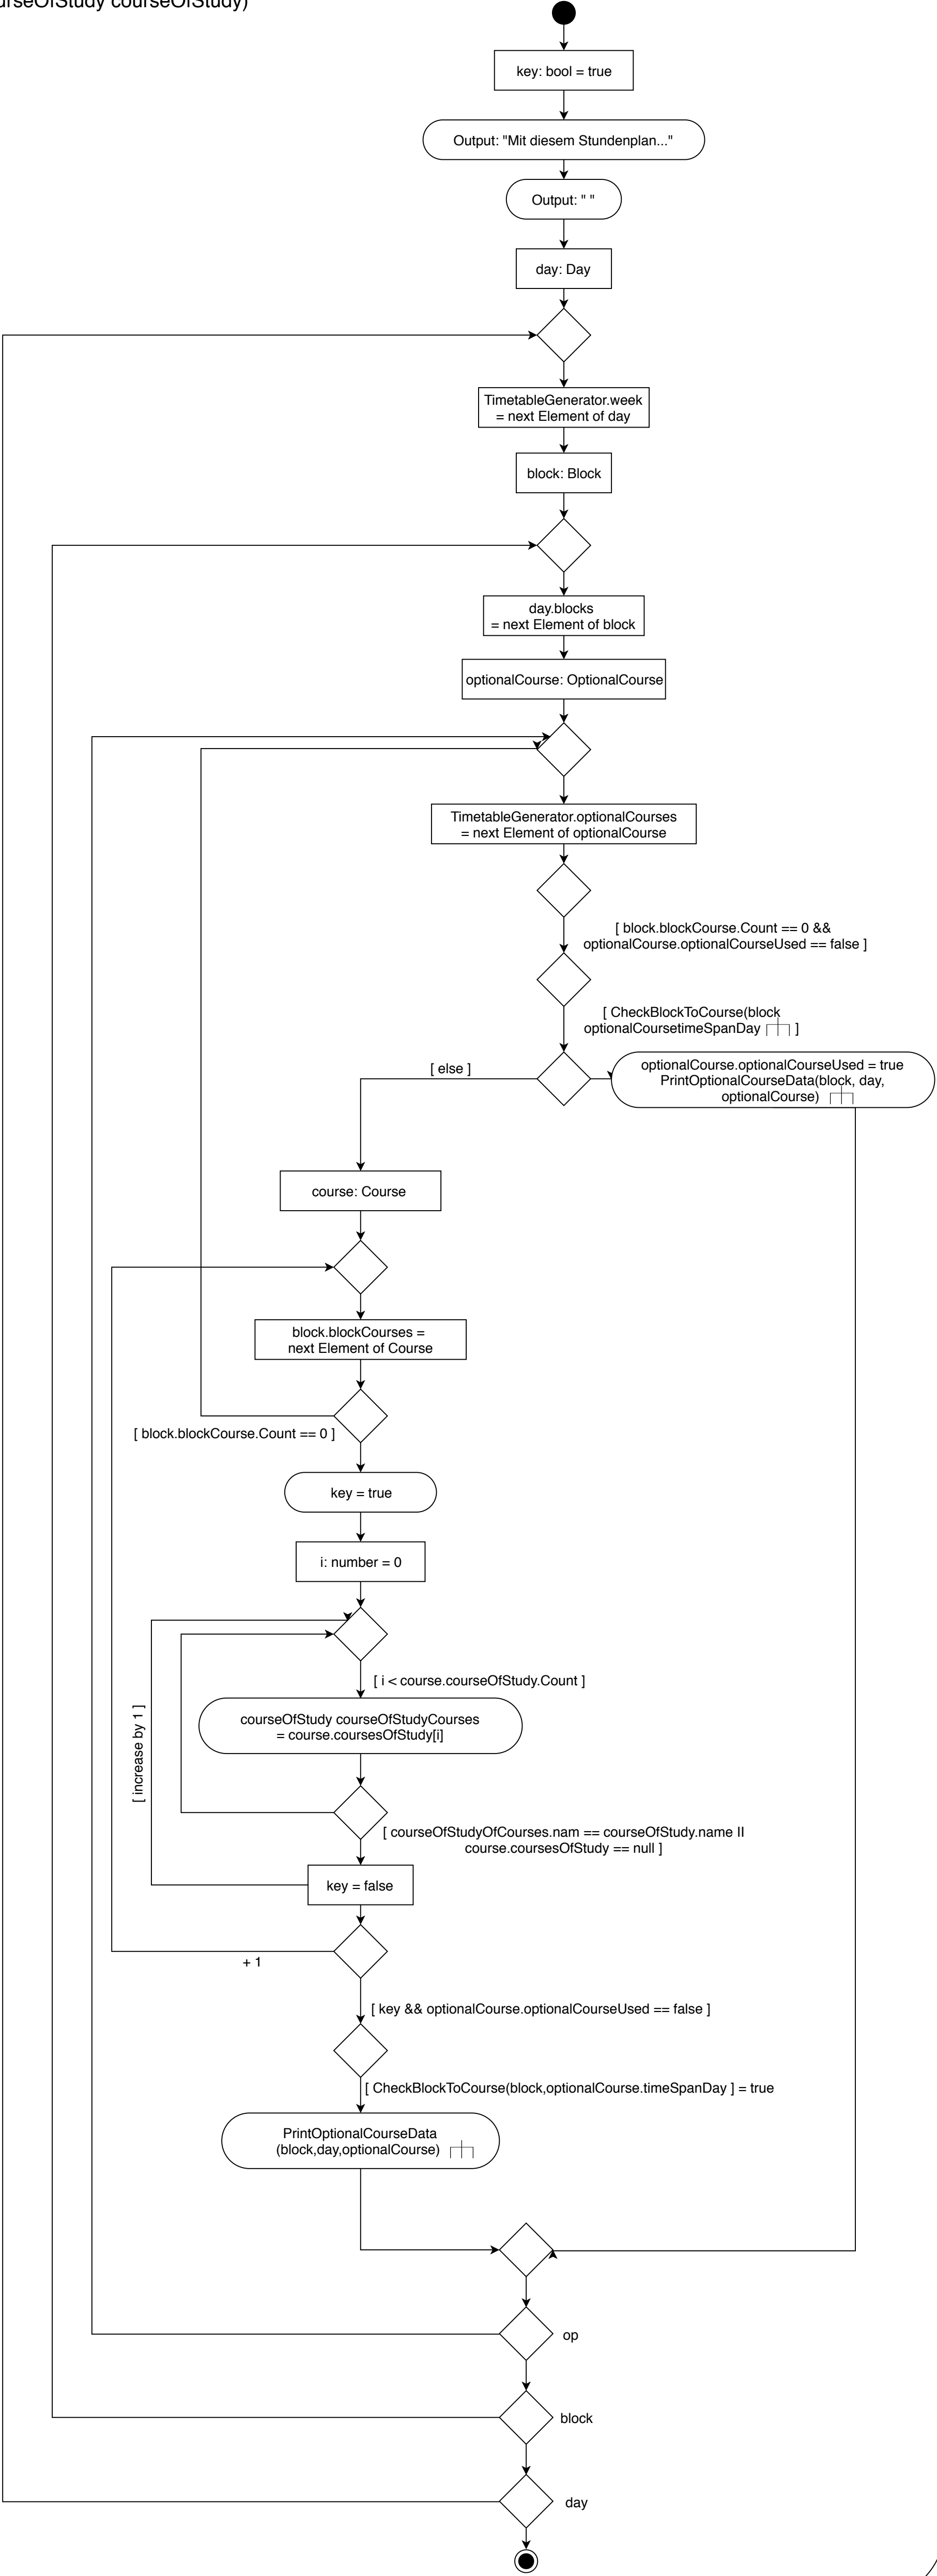 courseOfStudy)
key: bool = true
Output: "Mit diesem Stundenplan..."
Output: " "
day: Day
TimetableGenerator.week
= next Element of day
block: Block
day.blocks
= next Element of block
optionalCourse: OptionalCourse
TimetableGenerator.optionalCourses
= next Element of optionalCourse
[ block.blockCourse.Count == 0 &&
optionalCourse.optionalCourseUsed == false ]
[ CheckBlockToCourse(block
optionalCoursetimeSpanDay ]
[ else ]
optionalCourse.optionalCourseUsed = true
PrintOptionalCourseData(block, day,
optionalCourse)
course: Course
block.blockCourses =
next Element of Course
[ block.blockCourse.Count == 0 ]
key = true
i: number = 0
[ i < course.courseOfStudy.Count ]
courseOfStudy courseOfStudyCourses
= course.coursesOfStudy[i]
[ increase by 1 ]
[ courseOfStudyOfCourses.nam == courseOfStudy.name II
course.coursesOfStudy == null ]
key = false
+ 1
[ key && optionalCourse.optionalCourseUsed == false ]
[ CheckBlockToCourse(block,optionalCourse.timeSpanDay ] = true
PrintOptionalCourseData
(block,day,optionalCourse)
op
block
day